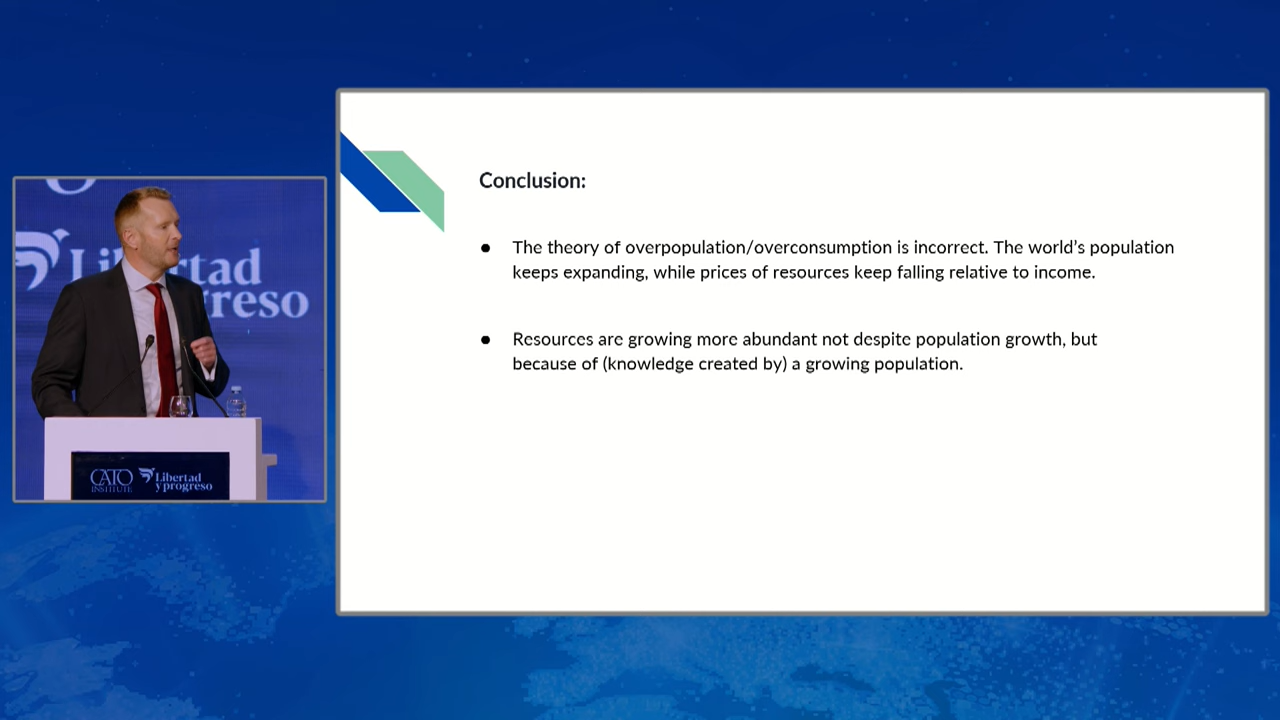 Libertad
progreso
CATO
INSTITUTE
Libertad
y progreso
Conclusion:
● The theory of overpopulation/overconsumption is incorrect. The world's population
keeps expanding, while prices of resources keep falling relative to income.
● Resources are growing more abundant not despite population growth, but
because of (knowledge created by) a growing population.